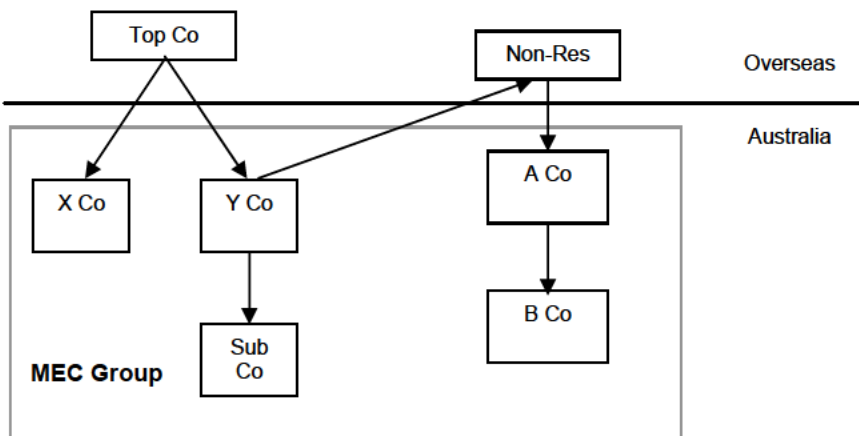 Top Co
Non-Res
Overseas
Australia
X Co
Y Co
A Co
Sub
Co
B Co
MEC Group